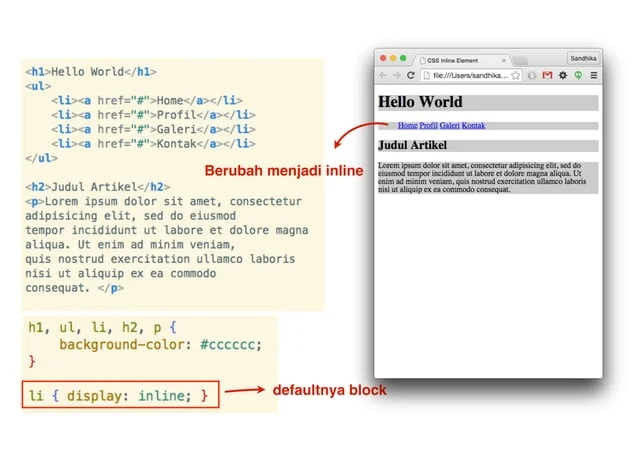 <h1>Hello World</h1>
<ul>
<li><a href="#">Home</a></li>
<li><a href="#">Profil</a></li>
<li><a href="#">Galeri</a></li>
<li><a href="#">Kontak</a></li>
</ul>
<h2>Judul Artikel</h2>
<p>Lorem ipsum dolor sit amet, consectetur
adipisicing elit, sed do eiusmod
tempor incididunt ut labore et dolore magna
aliqua. Ut enim ad minim veniam,
quis nostrud exercitation ullamco laboris
nisi ut aliquip ex ea commodo
consequat. </p>
Berubah menjadi inline
h1, ul, li, h2, p {
background-color: #cccccc;
}
li { display: inline; }
defaultnya block
CSS Inline Element
Sandhika
file:///Users/sandhika
Hello World
Home Profil Galeri Kontak
Judul Artikel
Lorem ipsum dolor sit amet, consectetur adipisicing elit, sed do eiusmod tempor incididunt ut labore et dolore magna aliqua. Ut
enim ad minim veniam, quis nostrud exercitation ullamco laboris
nisi ut aliquip ex ea commodo consequat.